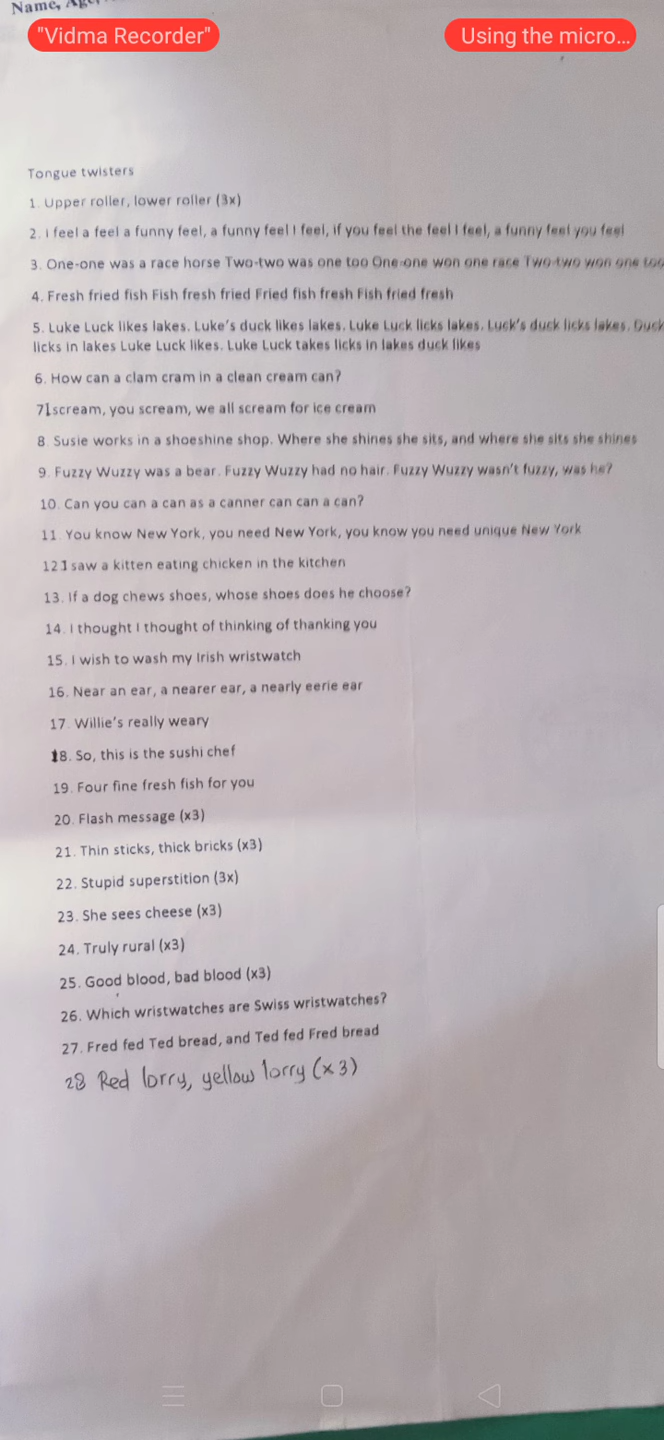 Name, Age,
"Vidma Recorder"
Using the micro...
Tongue twisters
1. Upper roller, lower roller (3x)
2. I feel a feel a funny feel, a funny feel I feel, if you feel the feel I feel, a funny feel you feel
3. One-one was a race horse Two-two was one too One-one won one race Two-two won one too
4. Fresh fried fish Fish fresh fried Fried fish fresh Fish fried fresh
5. Luke Luck likes lakes. Luke's duck likes lakes. Luke Luck licks lakes. Luck's duck licks lakes. Duck
licks in lakes Luke Luck likes. Luke Luck takes licks in lakes duck likes
6. How can a clam cram in a clean cream can?
7 I scream, you scream, we all scream for ice cream
8. Susie works in a shoeshine shop. Where she shines she sits, and where she sits she shines
9. Fuzzy Wuzzy was a bear. Fuzzy Wuzzy had no hair. Fuzzy Wuzzy wasn't fuzzy, was he?
10. Can you can a can as a canner can can a can?
11. You know New York, you need New York, you know you need unique New York
12 I saw a kitten eating chicken in the kitchen
13. If a dog chews shoes, whose shoes does he choose?
14. I thought I thought of thinking of thanking you
15. I wish to wash my Irish wristwatch
16. Near an ear, a nearer ear, a nearly eerie ear
17. Willie's really weary
18. So, this is the sushi chef
19. Four fine fresh fish for you
20. Flash message (x3)
21. Thin sticks, thick bricks (x3)
22. Stupid superstition (3x)
23. She sees cheese (x3)
24. Truly rural (x3)
25. Good blood, bad blood (x3)
26. Which wristwatches are Swiss wristwatches?
27. Fred fed Ted bread, and Ted fed Fred bread
28 Red lorry, yellow lorry (x3)